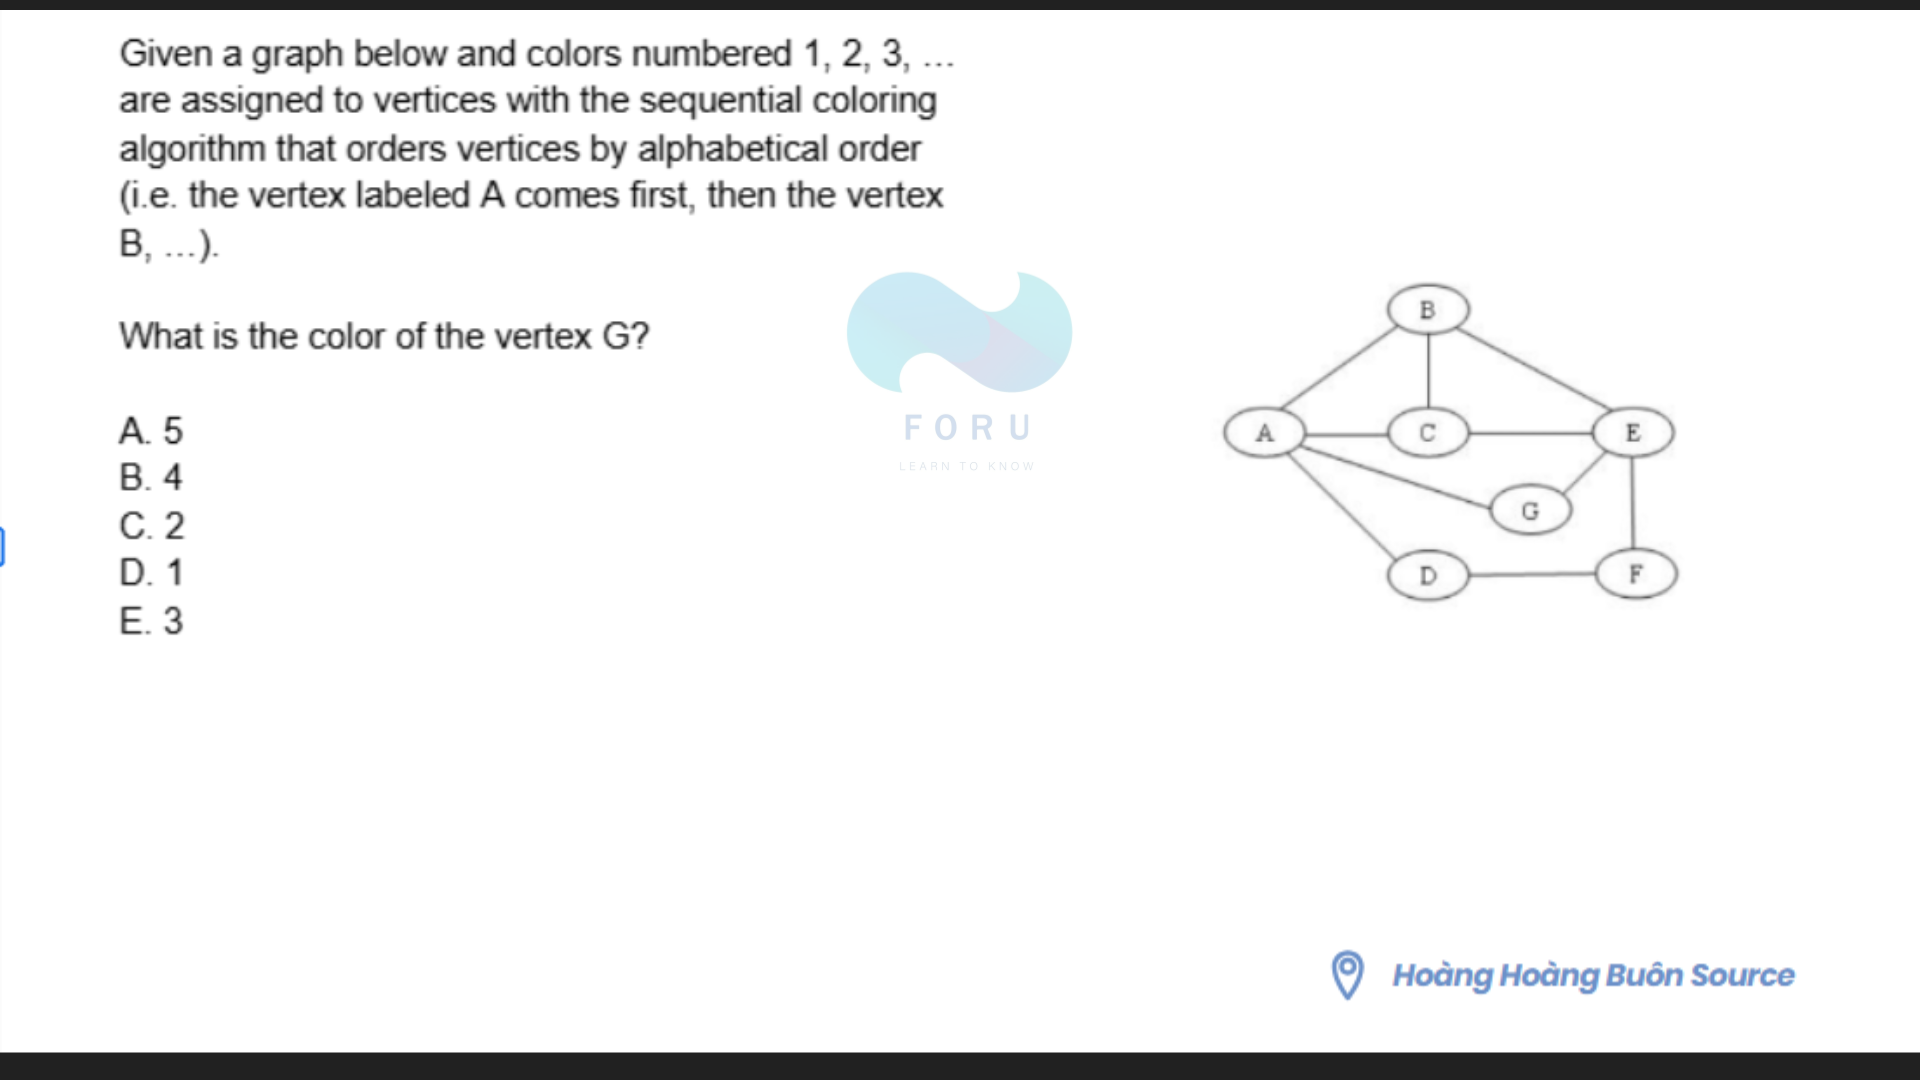 Given a graph below and colors numbered 1, 2, 3, ...
are assigned to vertices with the sequential coloring
algorithm that orders vertices by alphabetical order
(i.e. the vertex labeled A comes first, then the vertex
B, ...).
What is the color of the vertex G?
A. 5
B. 4
C. 2
D. 1
E. 3
FORU
LEARN TO KNOW
B
A
C
E
G
D
F
Hoàng Hoàng Buôn Source